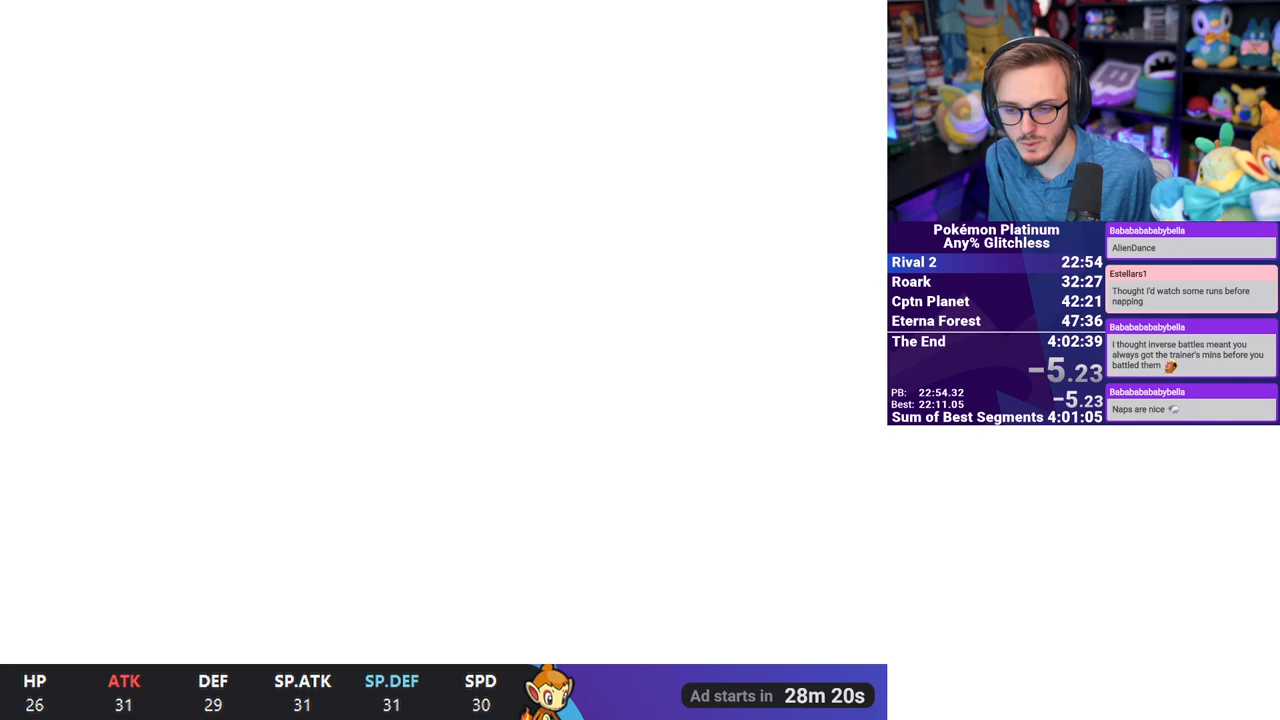 Pokémon Platinum
Any% Glitchless
Rival 2 22:54
Roark 32:27
Cptn Planet 42:21
Eterna Forest 47:36
The End 4:02:39
−5.23
PB: 22:54.32
Best: 22:11.05
−5.23
Sum of Best Segments 4:01:05
Babababababybella
AlienDance
Estellars1
Thought I'd watch some runs before
napping
Babababababybella
I thought inverse battles meant you
always got the trainer's mins before you
battled them
Babababababybella
Naps are nice
HP ATK DEF SP.ATK SP.DEF SPD
26 31 29 31 31 30
Ad starts in 28m 20s